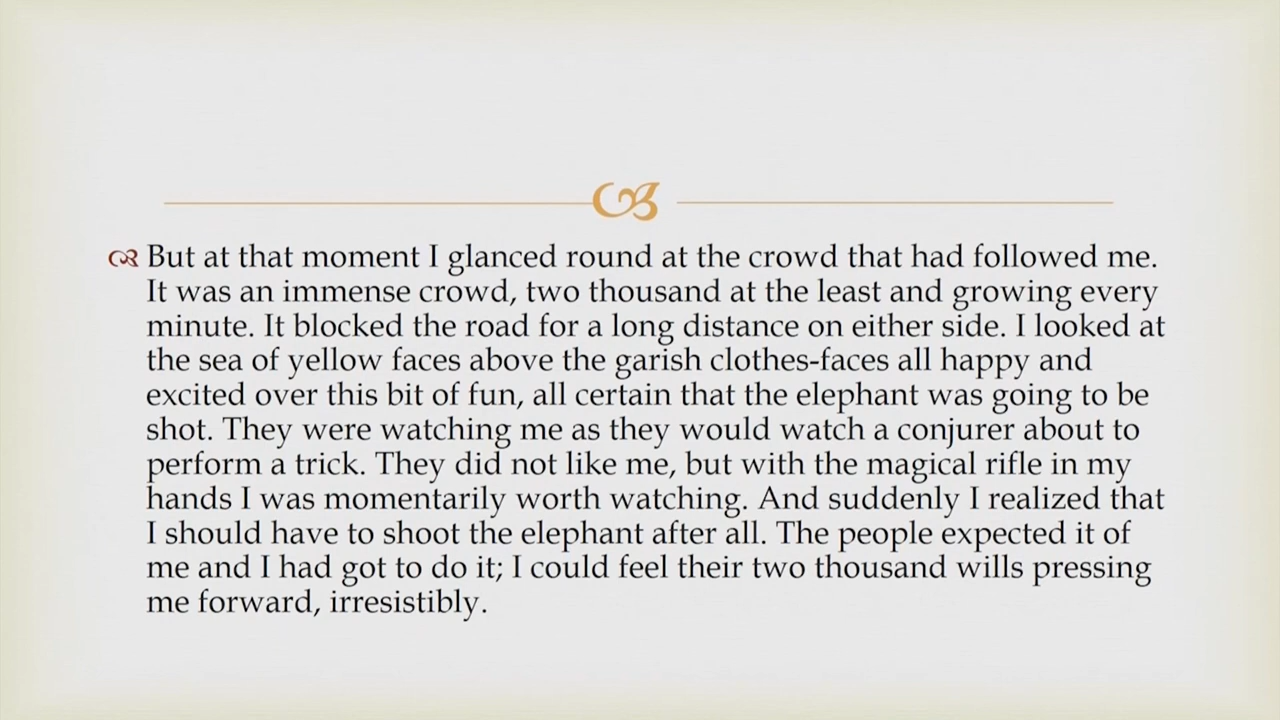 But at that moment I glanced round at the crowd that had followed me.
It was an immense crowd, two thousand at the least and growing every
minute. It blocked the road for a long distance on either side. I looked at
the sea of yellow faces above the garish clothes-faces all happy and
excited over this bit of fun, all certain that the elephant was going to be
shot. They were watching me as they would watch a conjurer about to
perform a trick. They did not like me, but with the magical rifle in my
hands I was momentarily worth watching. And suddenly I realized that
I should have to shoot the elephant after all. The people expected it of
me and I had got to do it; I could feel their two thousand wills pressing
me forward, irresistibly.